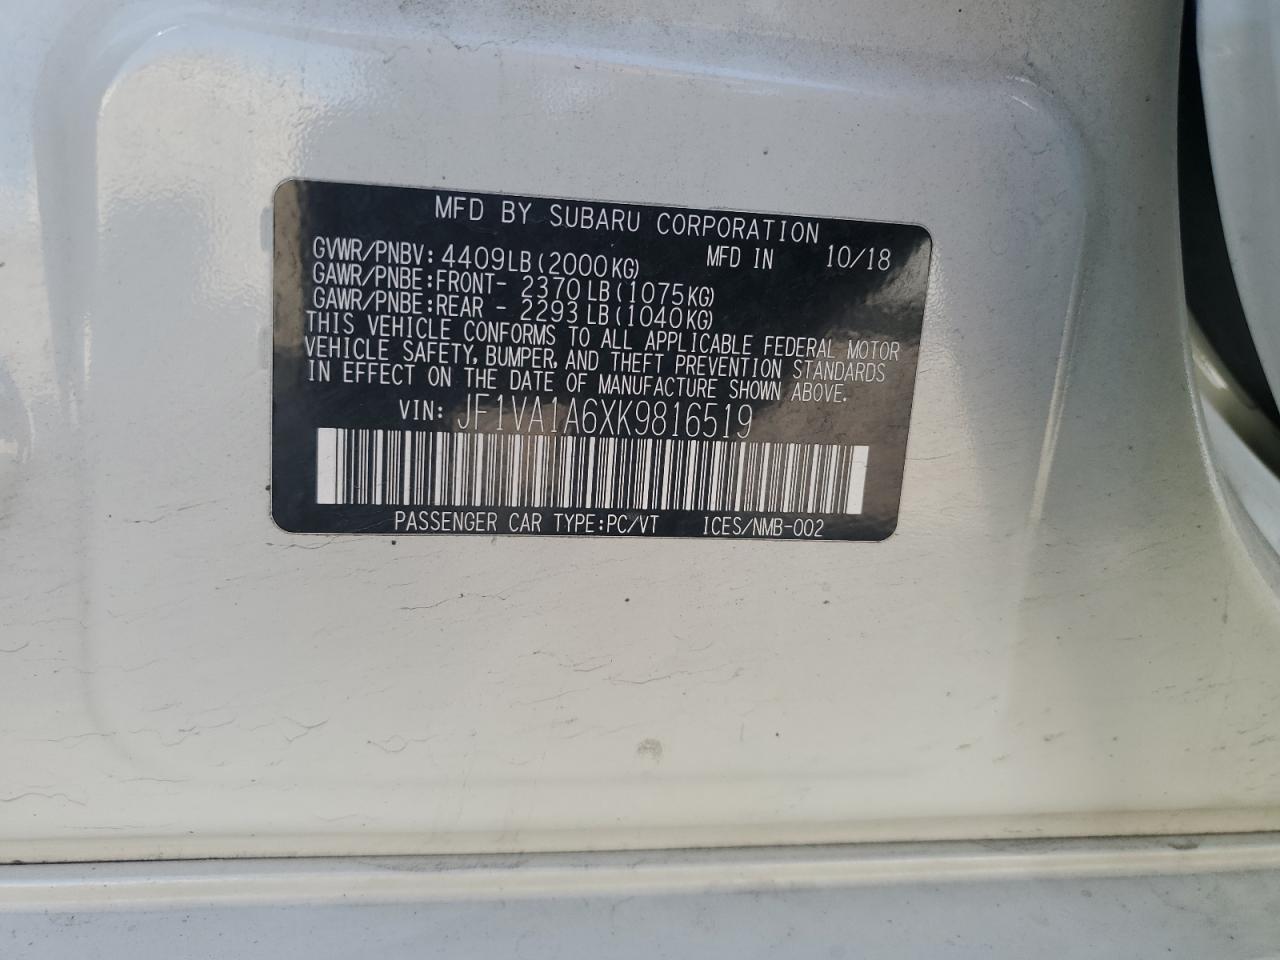 MFD BY SUBARU CORPORATION
GVWR/PNBV: 4409LB(2000KG) MFD IN 10/18
GAWR/PNBE:FRONT- 2370LB(1075KG)
GAWR/PNBE:REAR - 2293LB(1040KG)
THIS VEHICLE CONFORMS TO ALL APPLICABLE FEDERAL MOTOR
VEHICLE SAFETY, BUMPER, AND THEFT PREVENTION STANDARDS
IN EFFECT ON THE DATE OF MANUFACTURE SHOWN ABOVE.
VIN: JF1VA1A6XK9816519
PASSENGER CAR TYPE:PC/VT ICES/NMB-002